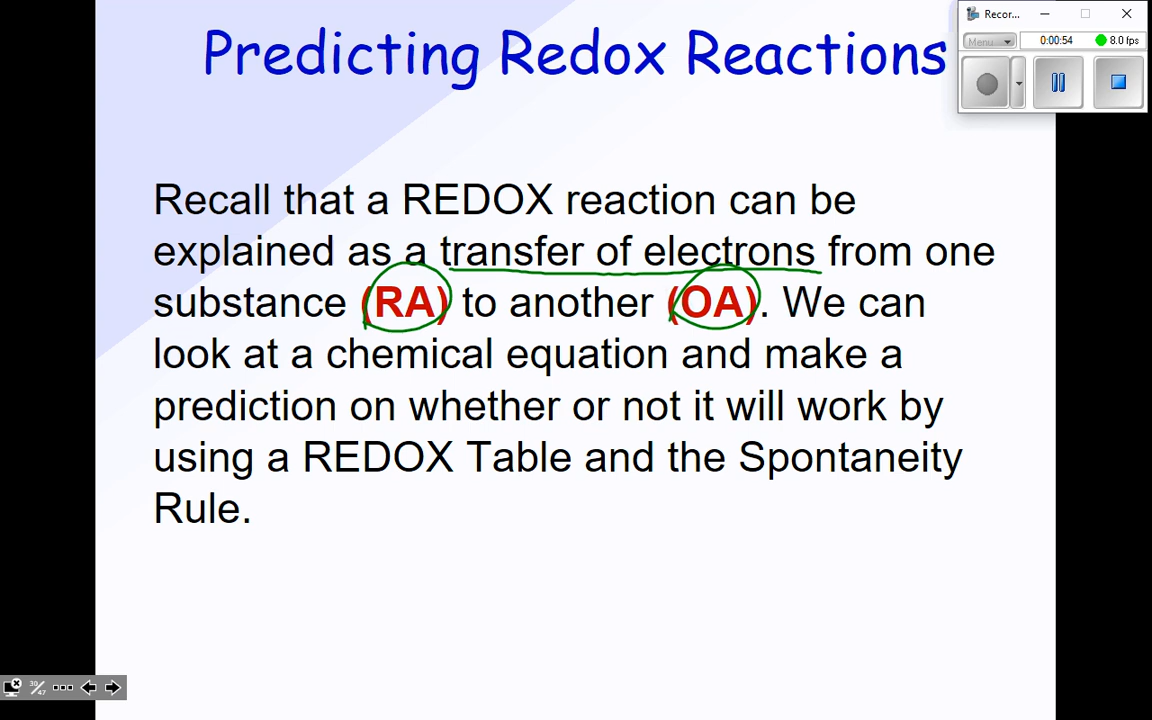 Predicting Redox Reactions
Recor...
Menu
0:00:54
8.0 fps
Recall that a REDOX reaction can be
explained as a transfer of electrons from one
substance (RA) to another (OA). We can
look at a chemical equation and make a
prediction on whether or not it will work by
using a REDOX Table and the Spontaneity
Rule.
39/47